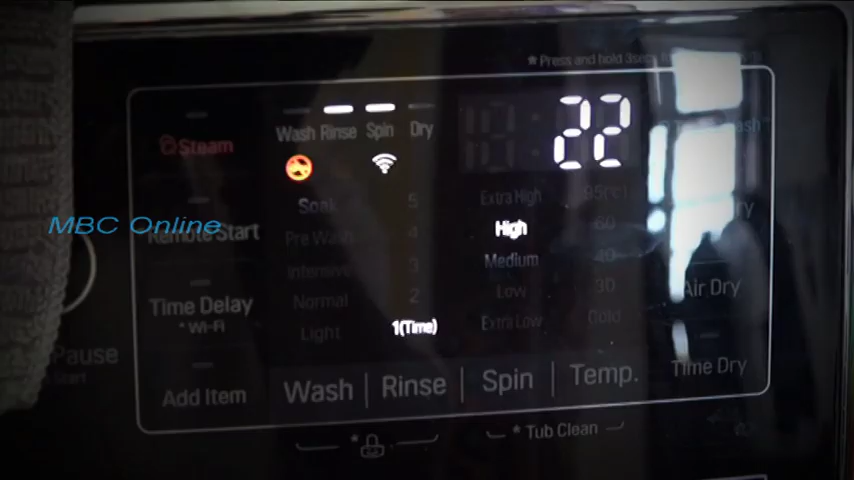 * Press and hold 3sec
Steam
Wash Rinse Spin Dry
22
MBC Online
Remote Start
Time Delay
* Wi-Fi
Add Item
Pause
Soak
Pre Wash
Intensive
Normal
Light
5
4
3
2
1(Time)
Extra High
High
Medium
Low
Extra Low
95(°c)
60
40
30
Cold
Air Dry
Time Dry
Wash | Rinse | Spin | Temp.
* Tub Clean